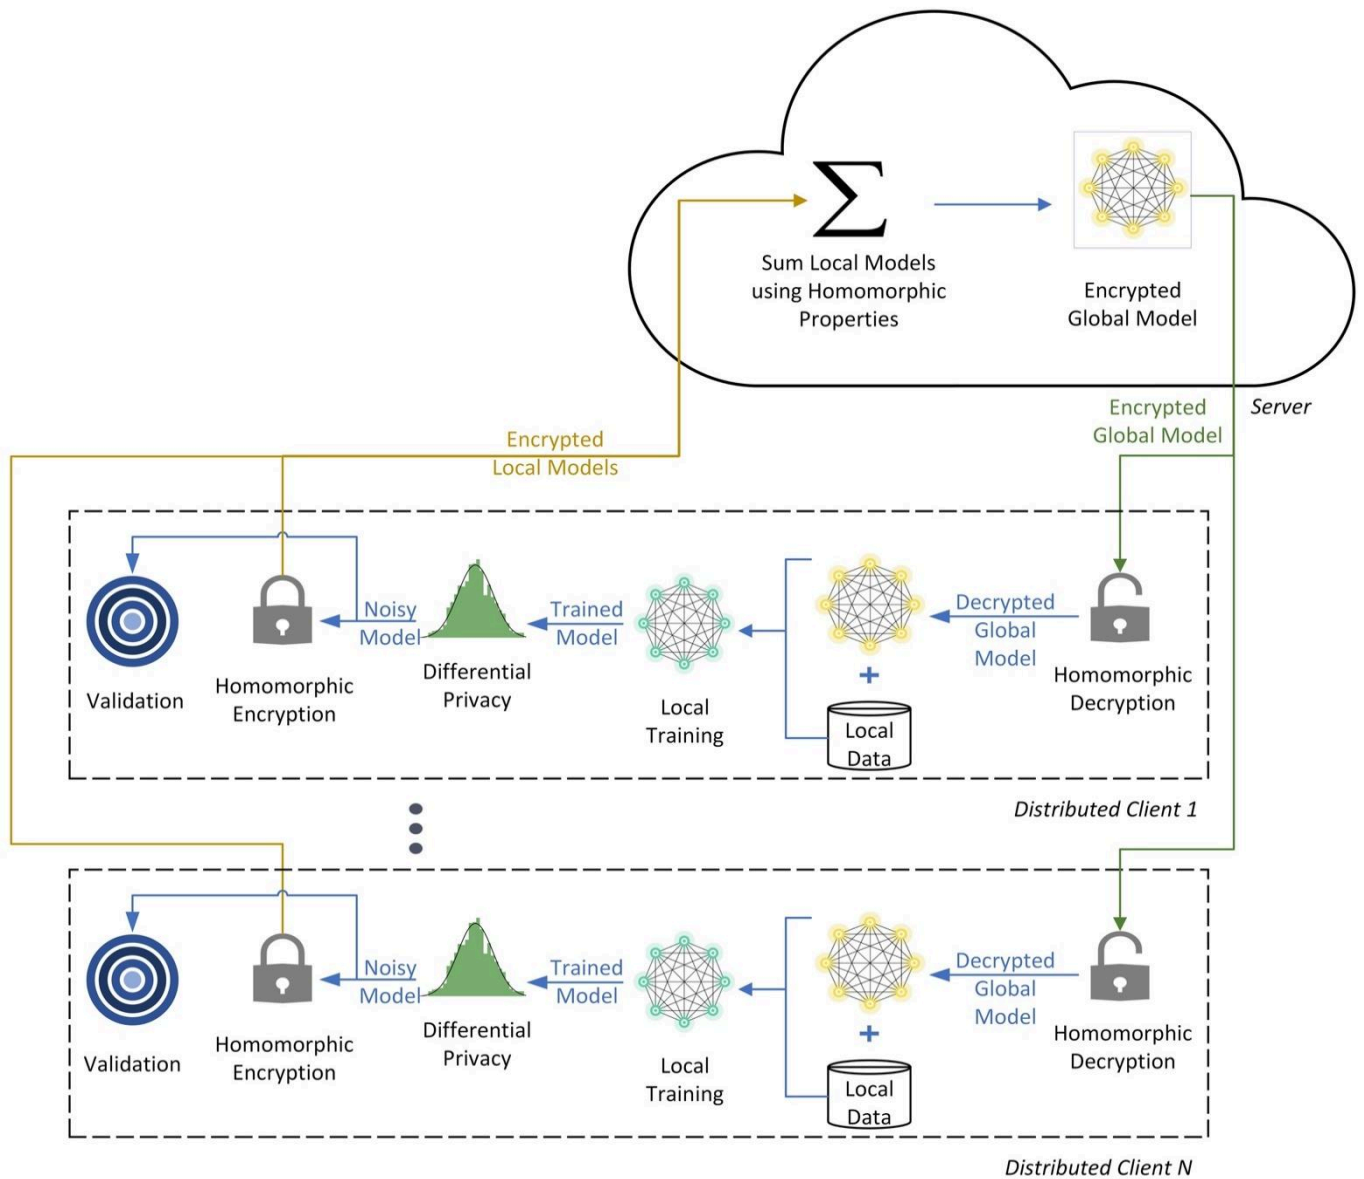 Σ
Sum Local Models
using Homomorphic
Properties
Encrypted
Global Model
Server
Encrypted
Global Model
Encrypted
Local Models
Validation
Homomorphic
Encryption
Noisy
Model
Differential
Privacy
Trained
Model
Local
Training
+
Local
Data
Decrypted
Global
Model
Homomorphic
Decryption
Distributed Client 1
Validation
Homomorphic
Encryption
Noisy
Model
Differential
Privacy
Trained
Model
Local
Training
+
Local
Data
Decrypted
Global
Model
Homomorphic
Decryption
Distributed Client N